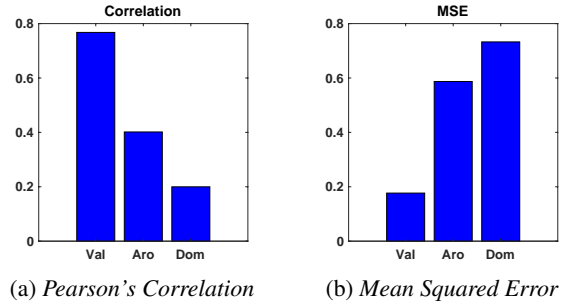 Correlation
0.8
0.6
0.4
0.2
0
Val Aro Dom
(a) Pearson's Correlation
MSE
0.8
0.6
0.4
0.2
0
Val Aro Dom
(b) Mean Squared Error